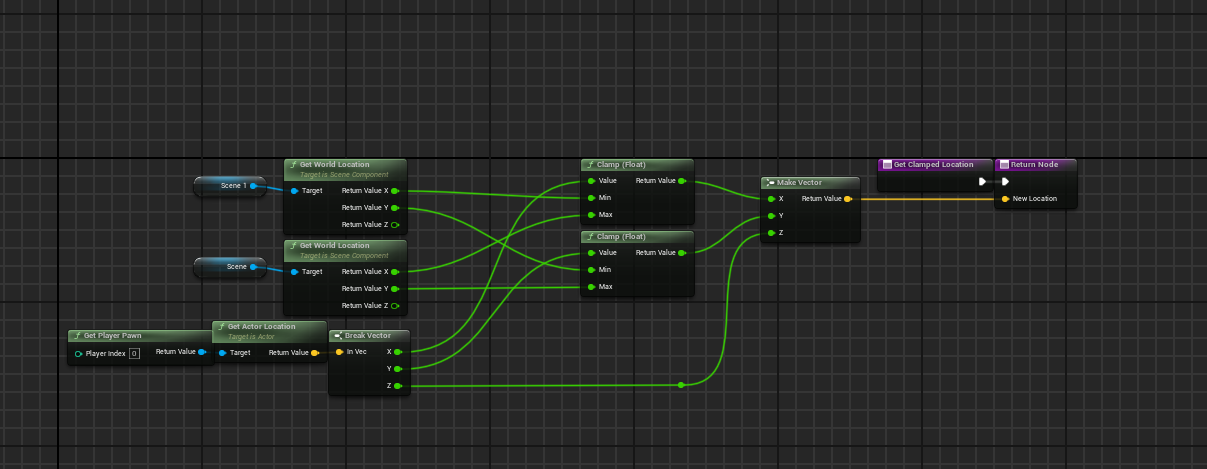 Get World Location
Target is Scene Component
Scene 1
Target
Return Value X
Return Value Y
Return Value Z
Get World Location
Target is Scene Component
Scene
Target
Return Value X
Return Value Y
Return Value Z
Get Player Pawn
Player Index 0
Return Value
Get Actor Location
Target is Actor
Target
Return Value
Break Vector
In Vec
X
Y
Z
Clamp (Float)
Value
Return Value
Min
Max
Clamp (Float)
Value
Return Value
Min
Max
Make Vector
X
Return Value
Y
Z
Get Clamped Location
Return Node
New Location